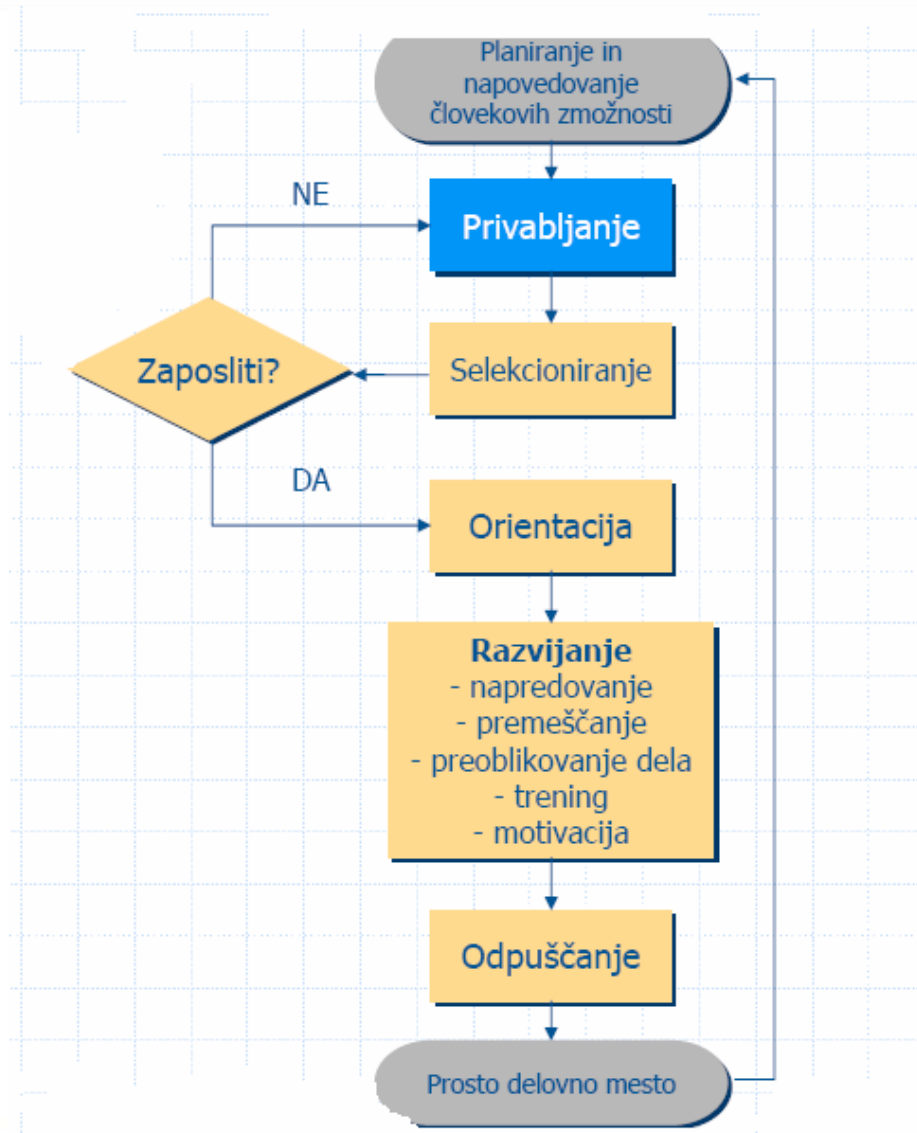 Planiranje in
napovedovanje
človekovih zmožnosti
NE
Privabljanje
Zaposliti?
Selekcioniranje
DA
Orientacija
Razvijanje
- napredovanje
- premeščanje
- preoblikovanje dela
- trening
- motivacija
Odpuščanje
Prosto delovno mesto